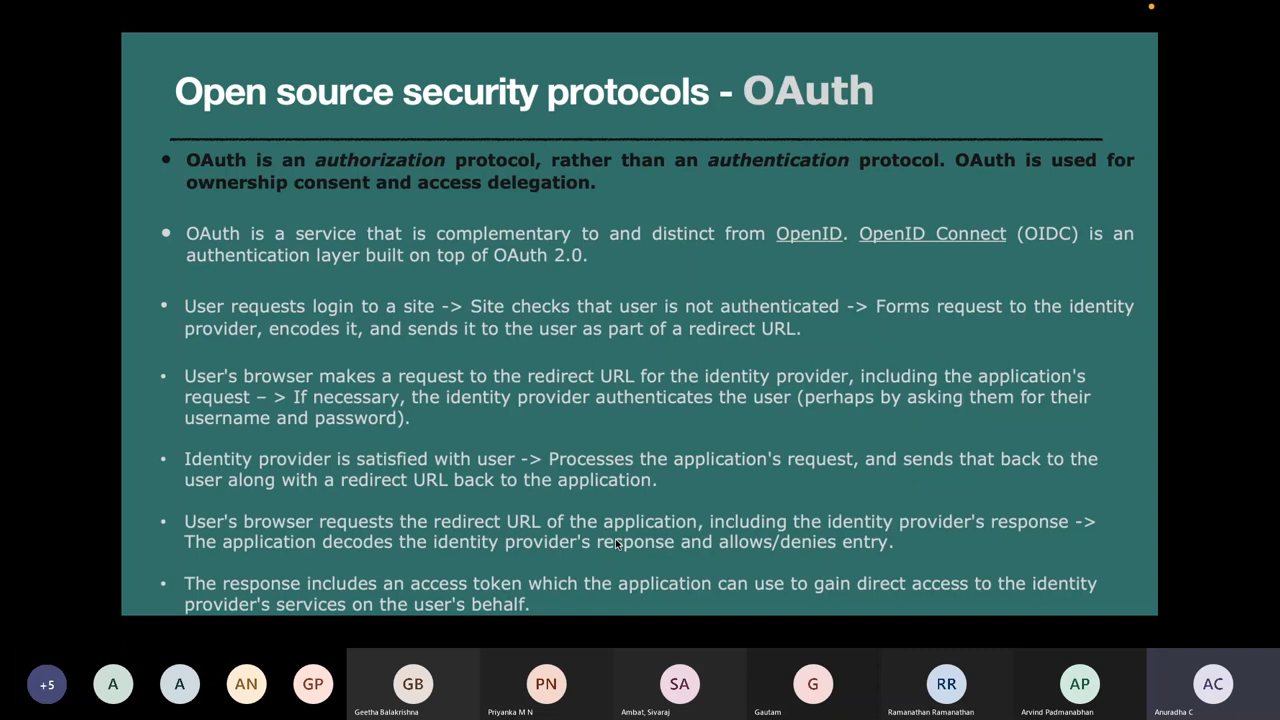 Open source security protocols - OAuth
• OAuth is an authorization protocol, rather than an authentication protocol. OAuth is used for
ownership consent and access delegation.
• OAuth is a service that is complementary to and distinct from OpenID. OpenID Connect (OIDC) is an
authentication layer built on top of OAuth 2.0.
• User requests login to a site -> Site checks that user is not authenticated -> Forms request to the identity
provider, encodes it, and sends it to the user as part of a redirect URL.
• User's browser makes a request to the redirect URL for the identity provider, including the application's
request – > If necessary, the identity provider authenticates the user (perhaps by asking them for their
username and password).
• Identity provider is satisfied with user -> Processes the application's request, and sends that back to the
user along with a redirect URL back to the application.
• User's browser requests the redirect URL of the application, including the identity provider's response ->
The application decodes the identity provider's response and allows/denies entry.
• The response includes an access token which the application can use to gain direct access to the identity
provider's services on the user's behalf.
+5 A A AN GP GB PN SA G RR AP AC
Geetha Balakrishna Priyanka M N Ambat, Sivaraj Gautam Ramanathan Ramanathan Arvind Padmanabhan Anuradha C